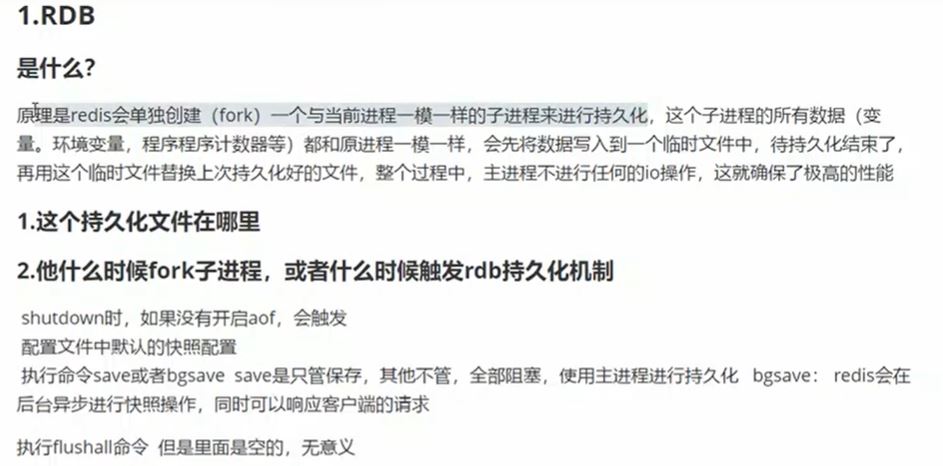 1.RDB
是什么?
原理是redis会单独创建（fork）一个与当前进程一模一样的子进程来进行持久化，这个子进程的所有数据（变
量。环境变量，程序程序计数器等）都和原进程一模一样，会先将数据写入到一个临时文件中，待持久化结束了，
再用这个临时文件替换上次持久化好的文件，整个过程中，主进程不进行任何的io操作，这就确保了极高的性能
1.这个持久化文件在哪里
2.他什么时候fork子进程，或者什么时候触发rdb持久化机制
shutdown时，如果没有开启aof，会触发
配置文件中默认的快照配置
执行命令save或者bgsave save是只管保存，其他不管，全部阻塞，使用主进程进行持久化 bgsave： redis会在
后台异步进行快照操作，同时可以响应客户端的请求
执行flushall命令 但是里面是空的，无意义